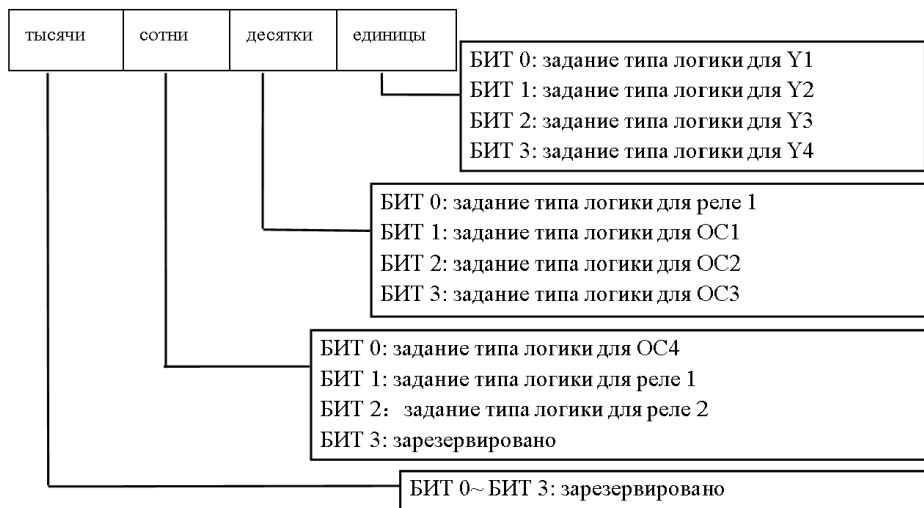 тысячи сотни десятки единицы
БИТ 0: задание типа логики для Y1
БИТ 1: задание типа логики для Y2
БИТ 2: задание типа логики для Y3
БИТ 3: задание типа логики для Y4
БИТ 0: задание типа логики для реле 1
БИТ 1: задание типа логики для ОС1
БИТ 2: задание типа логики для ОС2
БИТ 3: задание типа логики для ОС3
БИТ 0: задание типа логики для ОС4
БИТ 1: задание типа логики для реле 1
БИТ 2： задание типа логики для реле 2
БИТ 3: зарезервировано
БИТ 0~ БИТ 3: зарезервировано